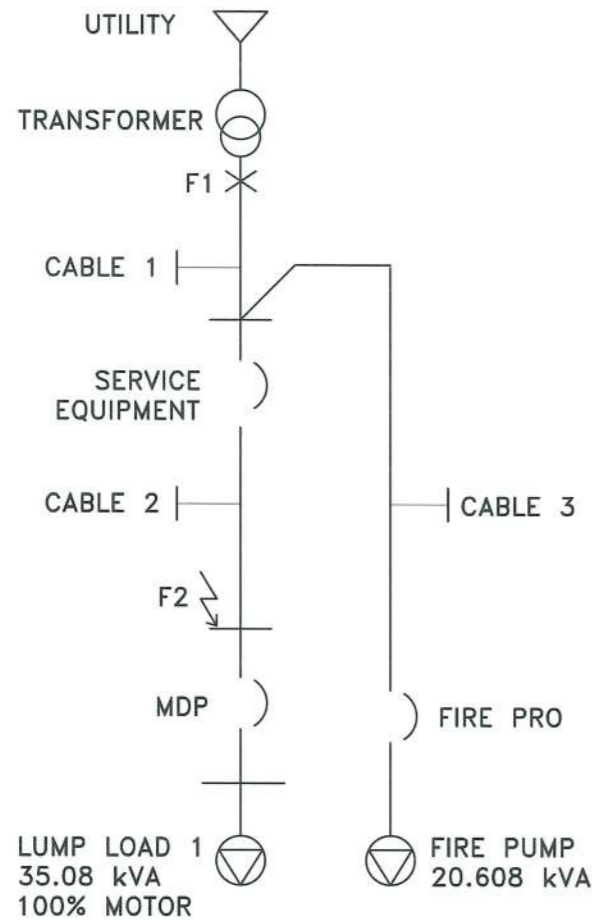 UTILITY
TRANSFORMER
F1
CABLE 1
SERVICE
EQUIPMENT
CABLE 2
CABLE 3
F2
MDP
FIRE PRO
LUMP LOAD 1
35.08 kVA
100% MOTOR
FIRE PUMP
20.608 kVA